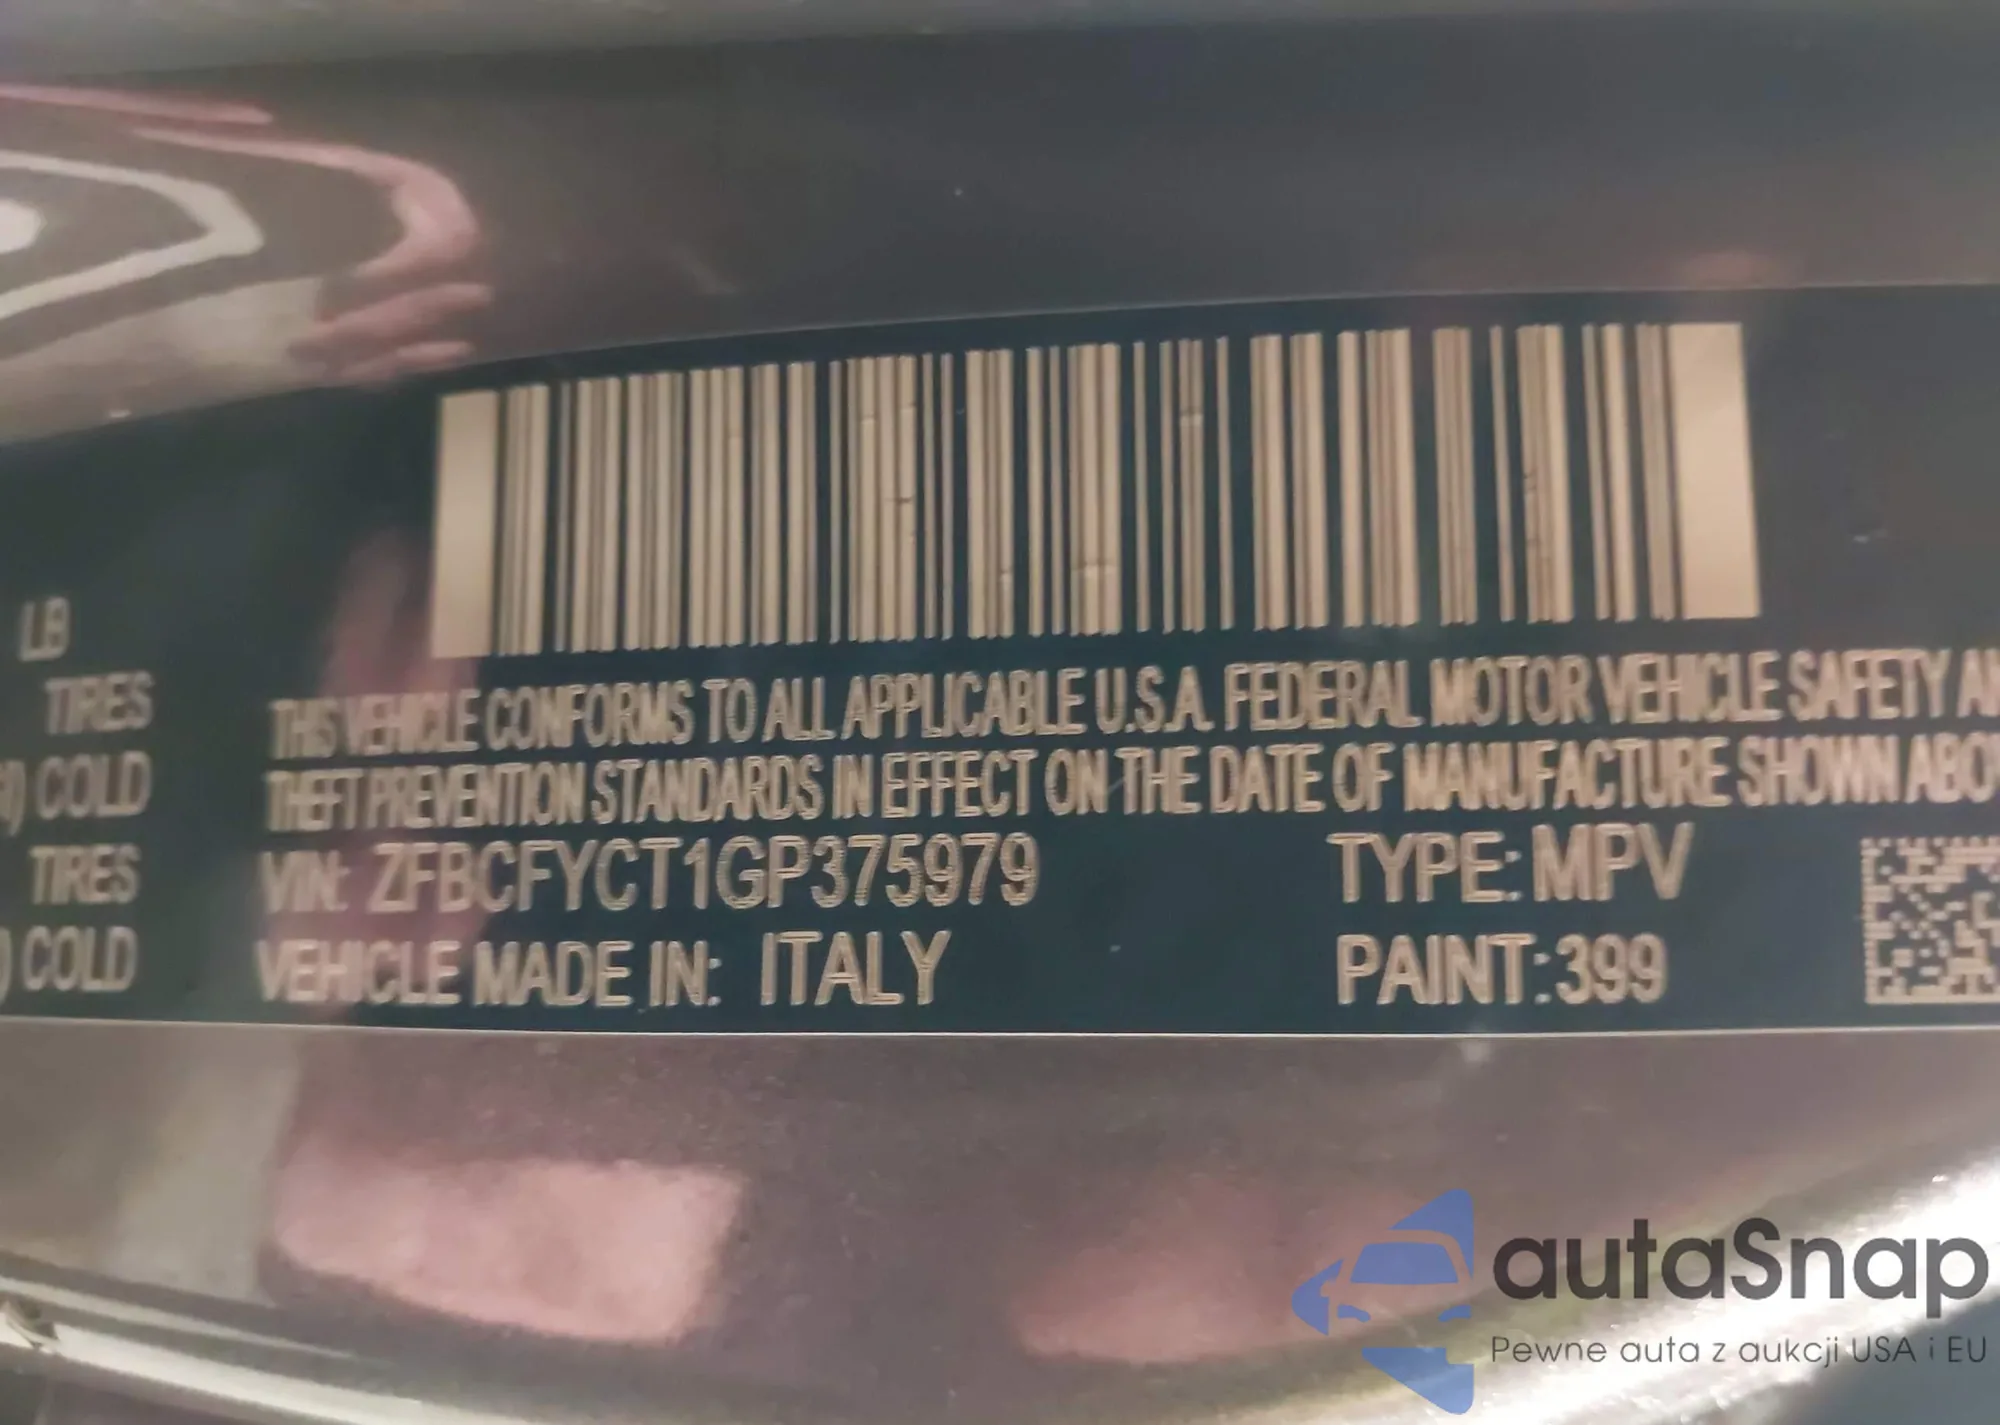 LB
TIRES
COLD
TIRES
) COLD
THIS VEHICLE CONFORMS TO ALL APPLICABLE U.S.A. FEDERAL MOTOR VEHICLE SAFETY AN
THEFT PREVENTION STANDARDS IN EFFECT ON THE DATE OF MANUFACTURE SHOWN ABO
VIN: ZFBCFYCT1GP375979 TYPE: MPV
VEHICLE MADE IN: ITALY PAINT: 399
autaSnap
Pewne auta z aukcji USA i EU